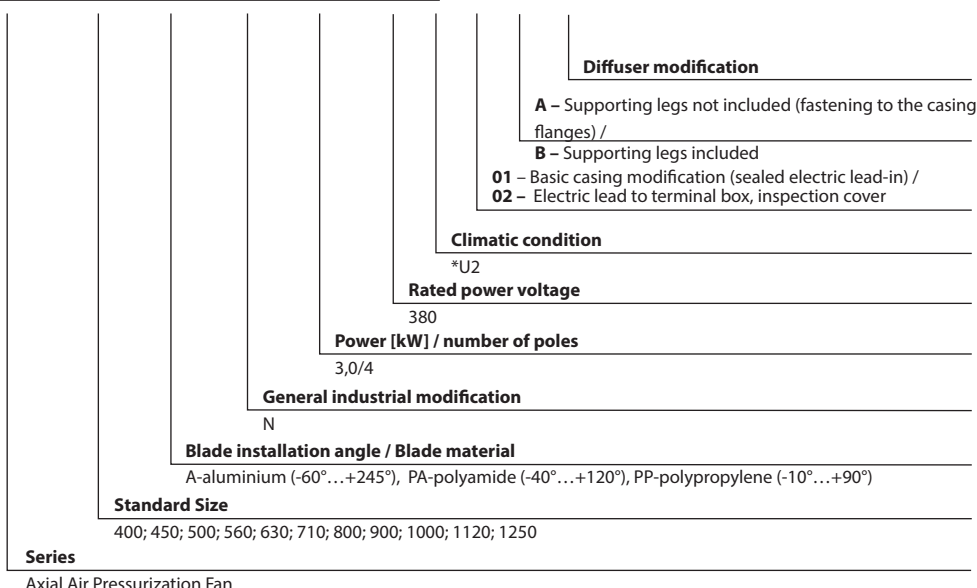 Diffuser modification
A – Supporting legs not included (fastening to the casing
flanges) /
B – Supporting legs included
01 – Basic casing modification (sealed electric lead-in) /
02 – Electric lead to terminal box, inspection cover
Climatic condition
*U2
Rated power voltage
380
Power [kW] / number of poles
3,0/4
General industrial modification
N
Blade installation angle / Blade material
A-aluminium (-60°…+245°), PA-polyamide (-40°…+120°), PP-polypropylene (-10°…+90°)
Standard Size
400; 450; 500; 560; 630; 710; 800; 900; 1000; 1120; 1250
Series
Axial Air Pressurization Fan